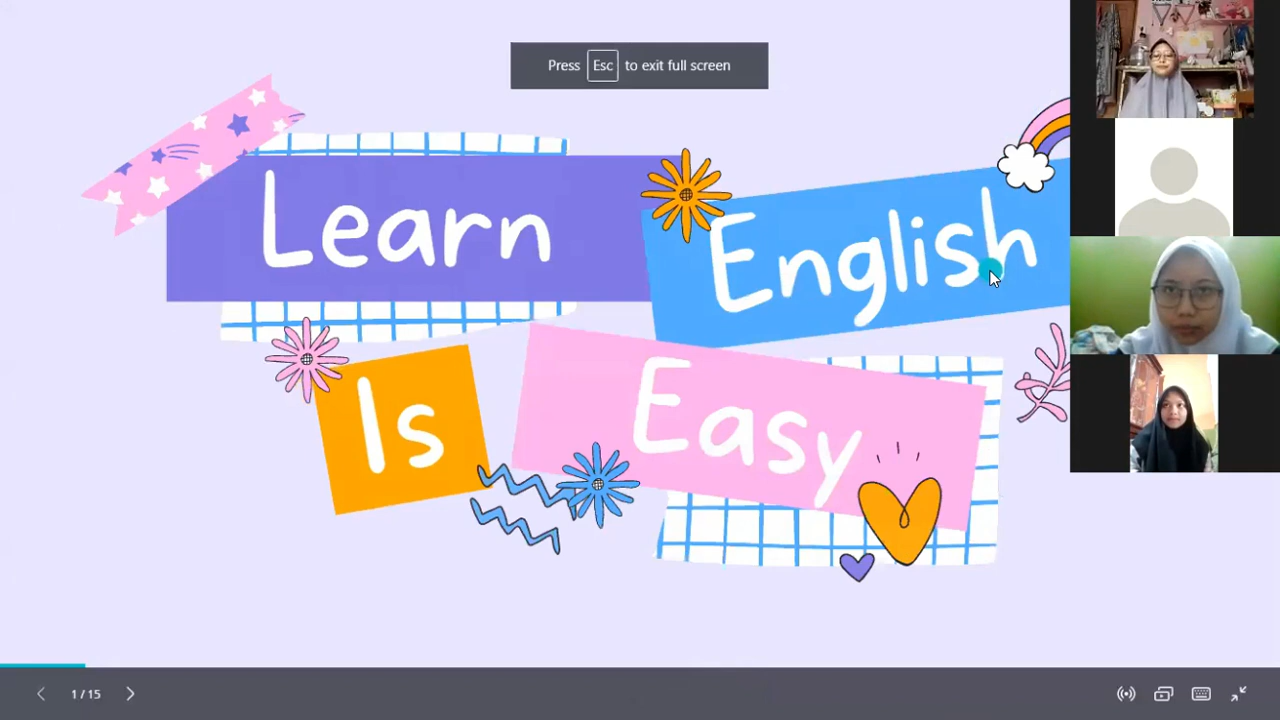 Press Esc to exit full screen
Learn
English
Is
Easy
1 / 15